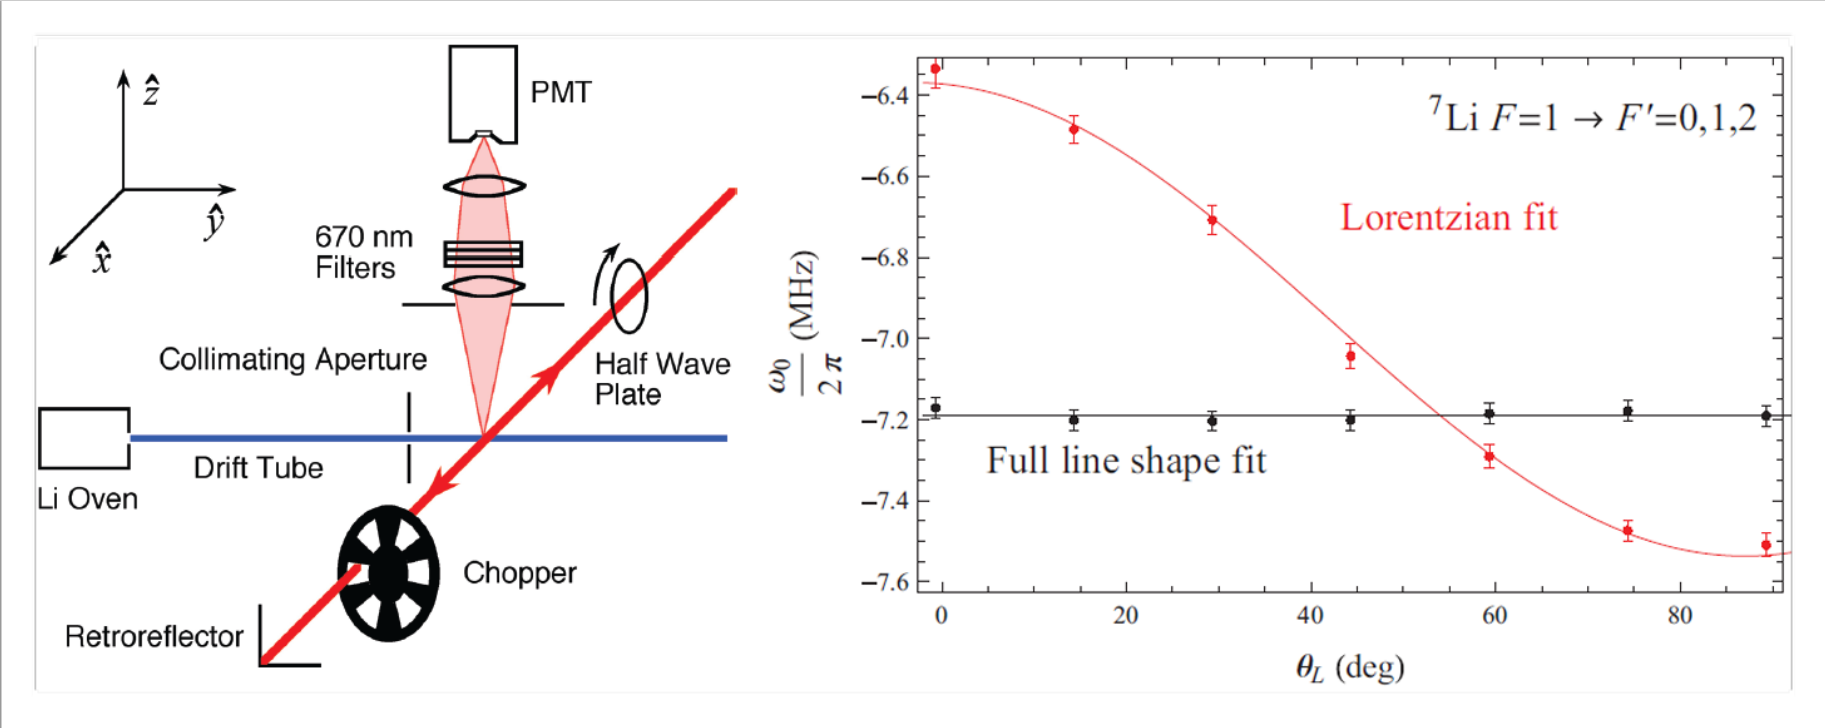 ẑ
ŷ
x̂
PMT
670 nm
Filters
Collimating Aperture
Half Wave
Plate
Drift Tube
Li Oven
Chopper
Retroreflector
⁷Li F=1 → F′=0,1,2
Lorentzian fit
Full line shape fit
ω₀
2 π
(MHz)
−6.4
−6.6
−6.8
−7.0
−7.2
−7.4
−7.6
0 20 40 60 80
θL (deg)